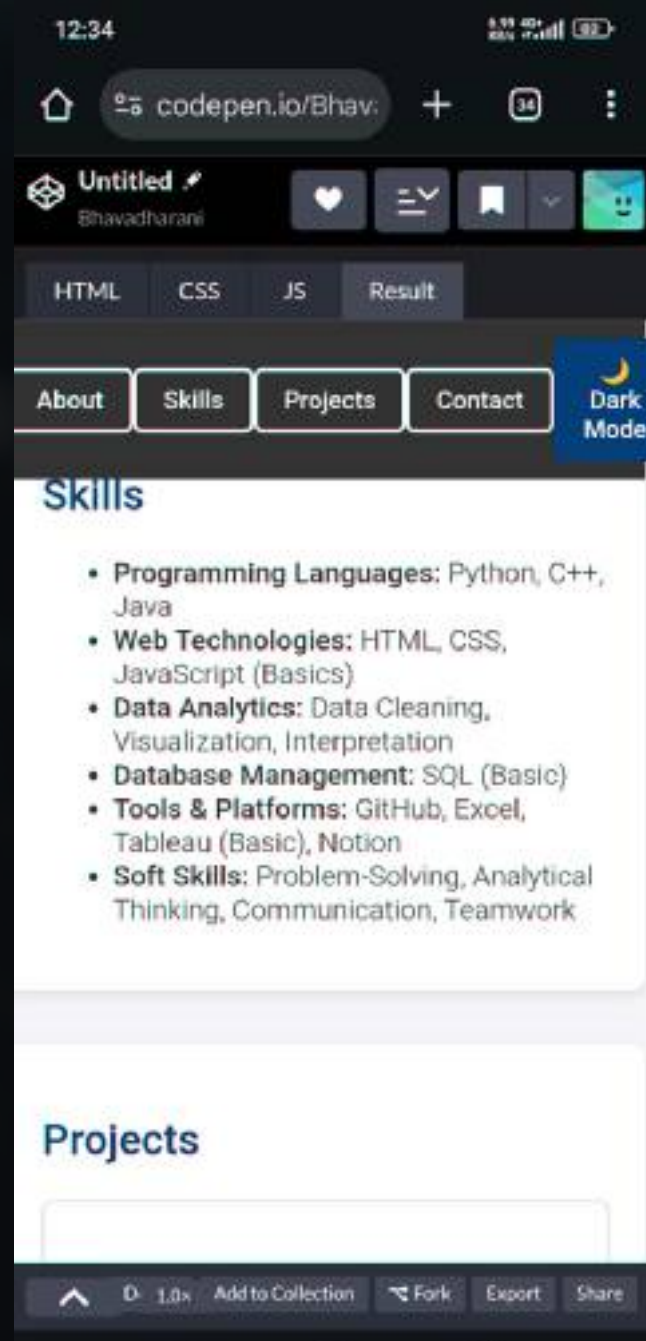 12:34
codepen.io/Bhav
34
Untitled
Bhavadharani
HTML CSS JS Result
About Skills Projects Contact Dark
Mode
Skills
• Programming Languages: Python, C++,
Java
• Web Technologies: HTML, CSS,
JavaScript (Basics)
• Data Analytics: Data Cleaning,
Visualization, Interpretation
• Database Management: SQL (Basic)
• Tools & Platforms: GitHub, Excel,
Tableau (Basic), Notion
• Soft Skills: Problem-Solving, Analytical
Thinking, Communication, Teamwork
Projects
1.0× Add to Collection Fork Export Share